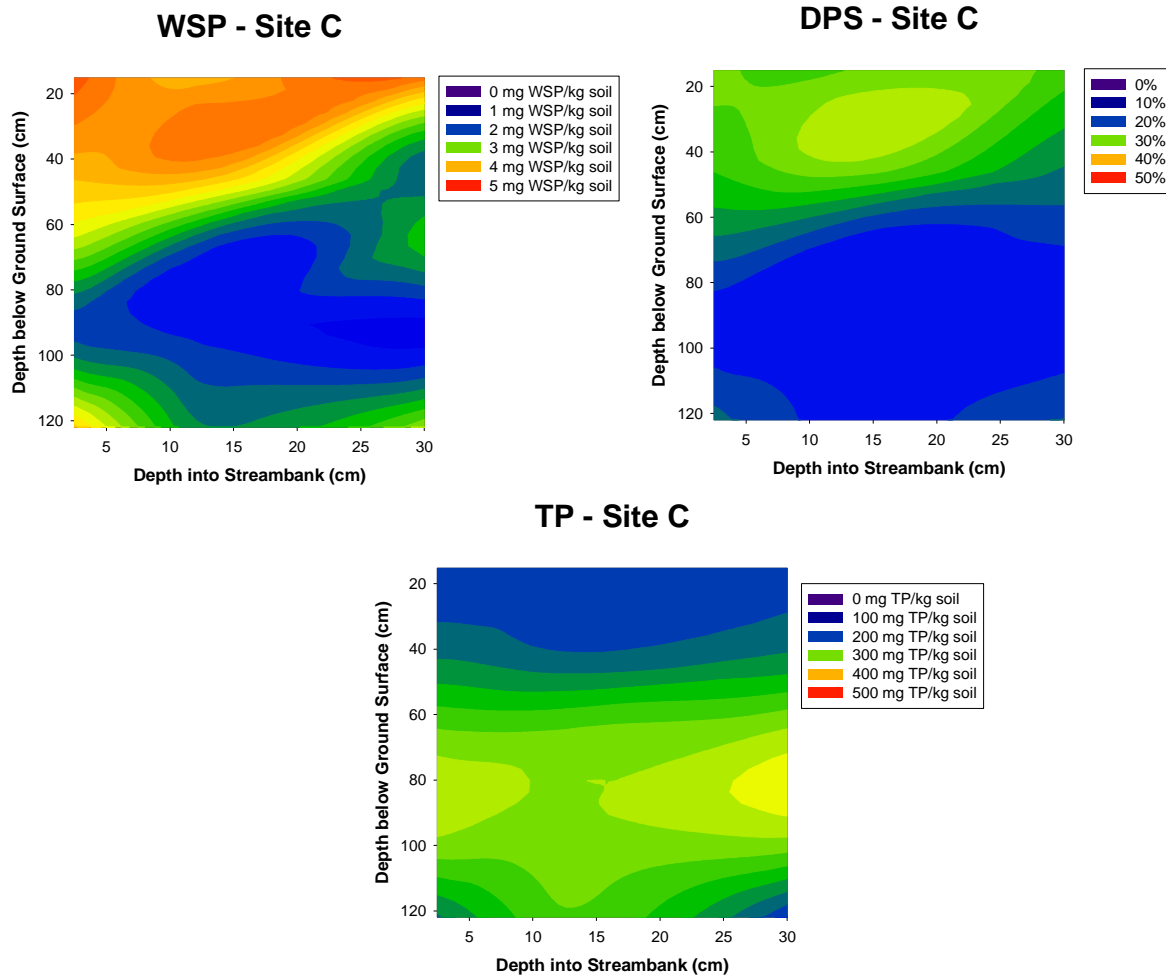 WSP - Site C
Depth below Ground Surface (cm)
20
40
60
80
100
120
5 10 15 20 25 30
Depth into Streambank (cm)
0 mg WSP/kg soil
1 mg WSP/kg soil
2 mg WSP/kg soil
3 mg WSP/kg soil
4 mg WSP/kg soil
5 mg WSP/kg soil
DPS - Site C
Depth below Ground Surface (cm)
20
40
60
80
100
120
5 10 15 20 25 30
Depth into Streambank (cm)
0%
10%
20%
30%
40%
50%
TP - Site C
Depth below Ground Surface (cm)
20
40
60
80
100
120
5 10 15 20 25 30
Depth into Streambank (cm)
0 mg TP/kg soil
100 mg TP/kg soil
200 mg TP/kg soil
300 mg TP/kg soil
400 mg TP/kg soil
500 mg TP/kg soil